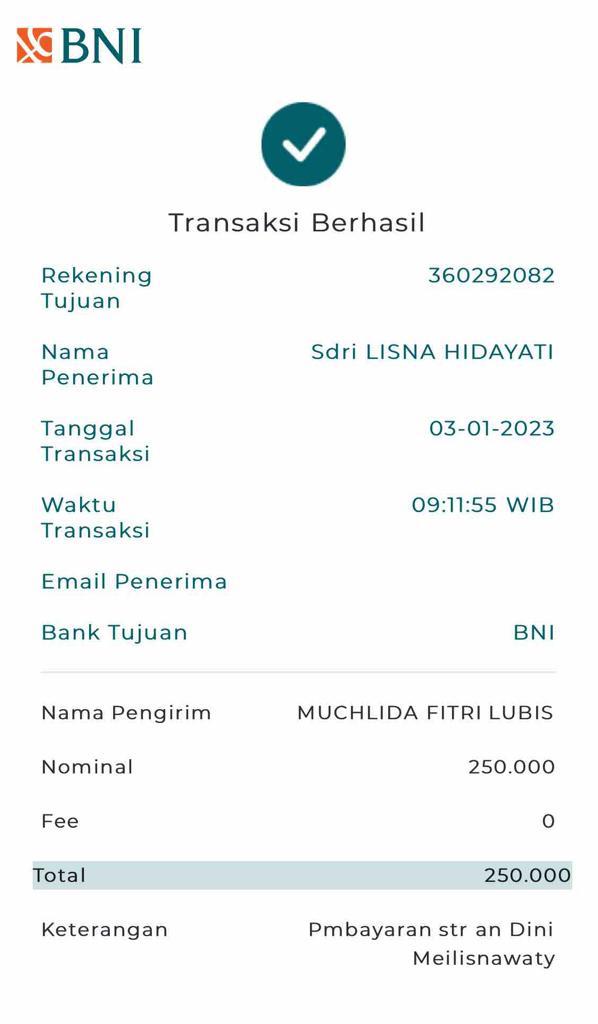 BNI
Transaksi Berhasil
Rekening Tujuan 360292082
Nama Penerima Sdri LISNA HIDAYATI
Tanggal Transaksi 03-01-2023
Waktu Transaksi 09:11:55 WIB
Email Penerima
Bank Tujuan BNI
Nama Pengirim MUCHLIDA FITRI LUBIS
Nominal 250.000
Fee 0
Total 250.000
Keterangan Pmbayaran str an Dini
Meilisnawaty